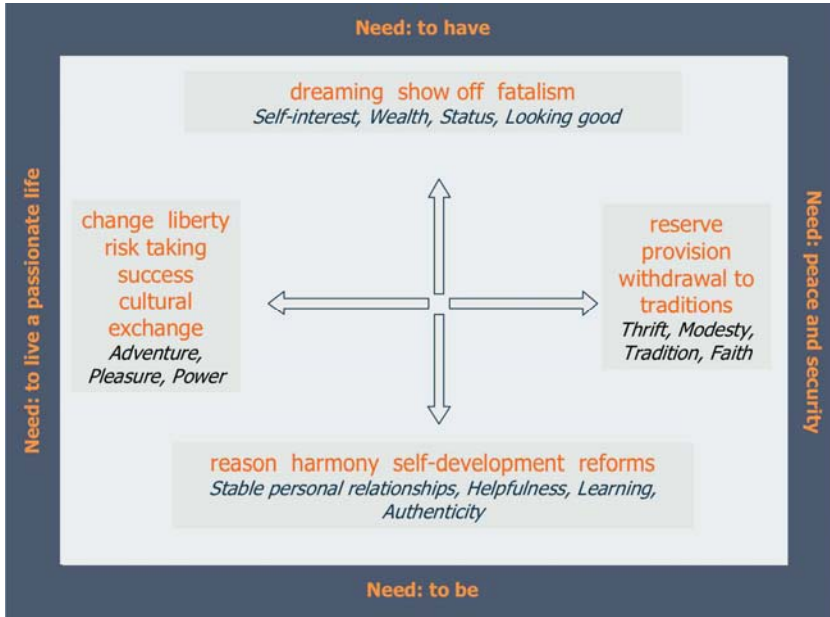 Need: to have
dreaming show off fatalism
Self-interest, Wealth, Status, Looking good
Need: to live a passionate life
change liberty
risk taking
success
cultural
exchange
Adventure,
Pleasure, Power
reserve
provision
withdrawal to
traditions
Thrift, Modesty,
Tradition, Faith
Need: peace and security
reason harmony self-development reforms
Stable personal relationships, Helpfulness, Learning,
Authenticity
Need: to be